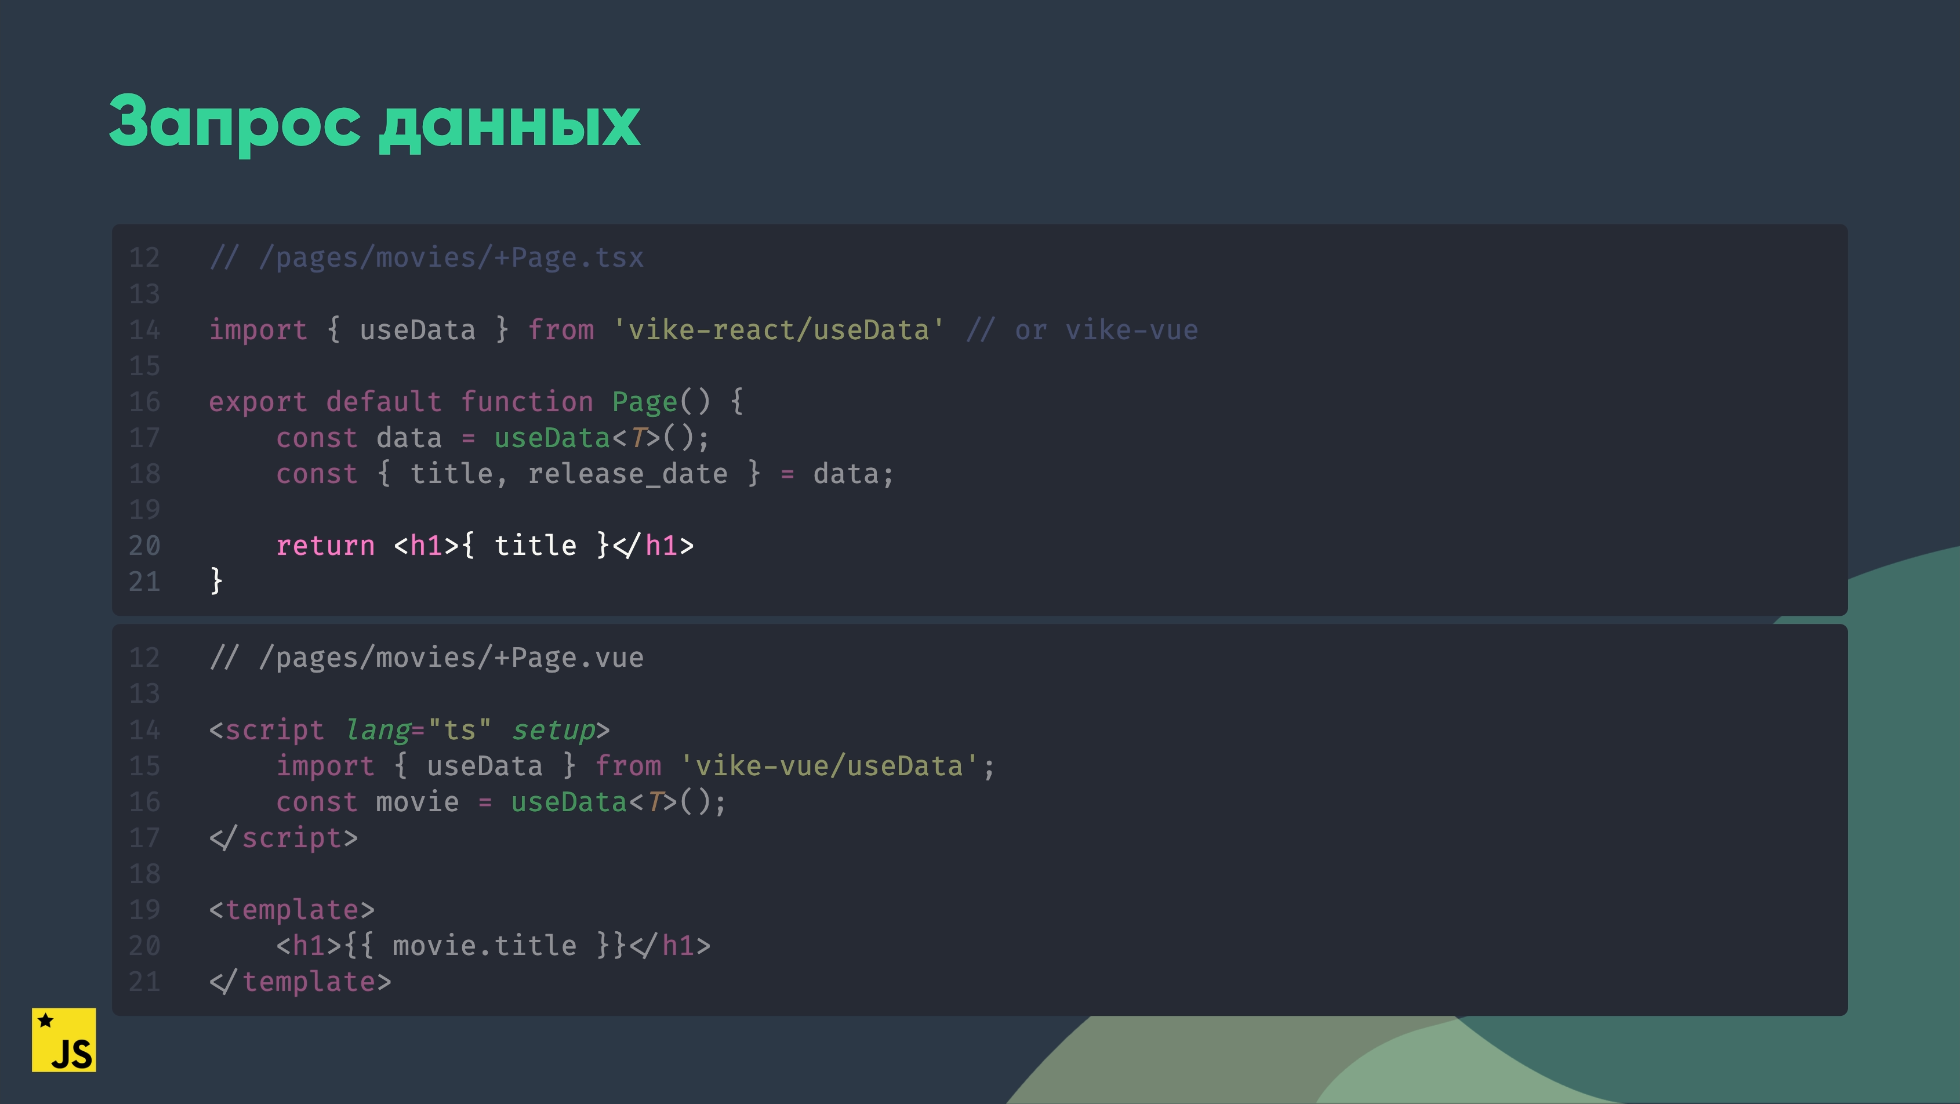 Запрос данных
12 // /pages/movies/+Page.tsx
13
14 import { useData } from 'vike-react/useData' // or vike-vue
15
16 export default function Page() {
17     const data = useData<T>();
18     const { title, release_date } = data;
19
20     return <h1>{ title }</h1>
21 }
12 // /pages/movies/+Page.vue
13
14 <script lang="ts" setup>
15     import { useData } from 'vike-vue/useData';
16     const movie = useData<T>();
17 </script>
18
19 <template>
20     <h1>{{ movie.title }}</h1>
21 </template>
JS